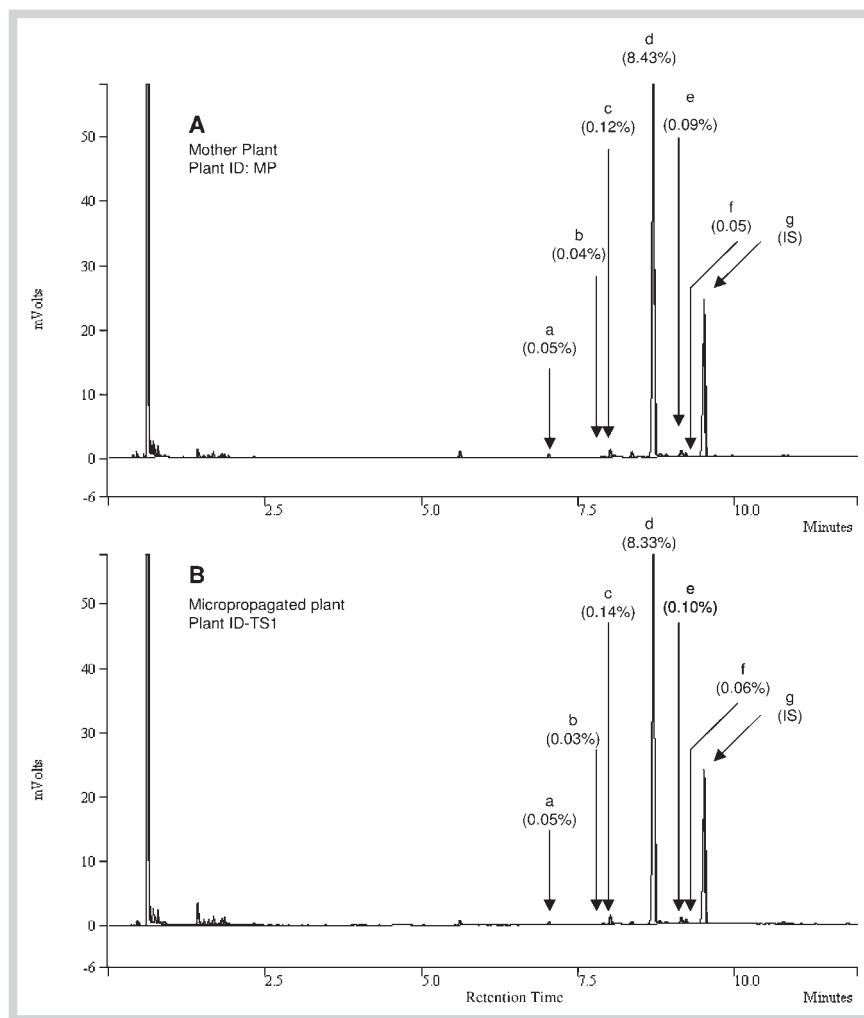 d
(8.43%)
A
Mother Plant
Plant ID: MP
c
(0.12%)
e
(0.09%)
b
(0.04%)
f
(0.05)
g
(IS)
a
(0.05%)
mVolts
50
40
30
20
10
0
-6
2.5
5.0
7.5
10.0
Minutes
d
(8.33%)
B
Micropropagated plant
Plant ID-TS1
c
(0.14%)
e
(0.10%)
f
(0.06%)
g
(IS)
b
(0.03%)
a
(0.05%)
mVolts
50
40
30
20
10
0
-6
2.5
5.0
7.5
10.0
Retention Time
Minutes